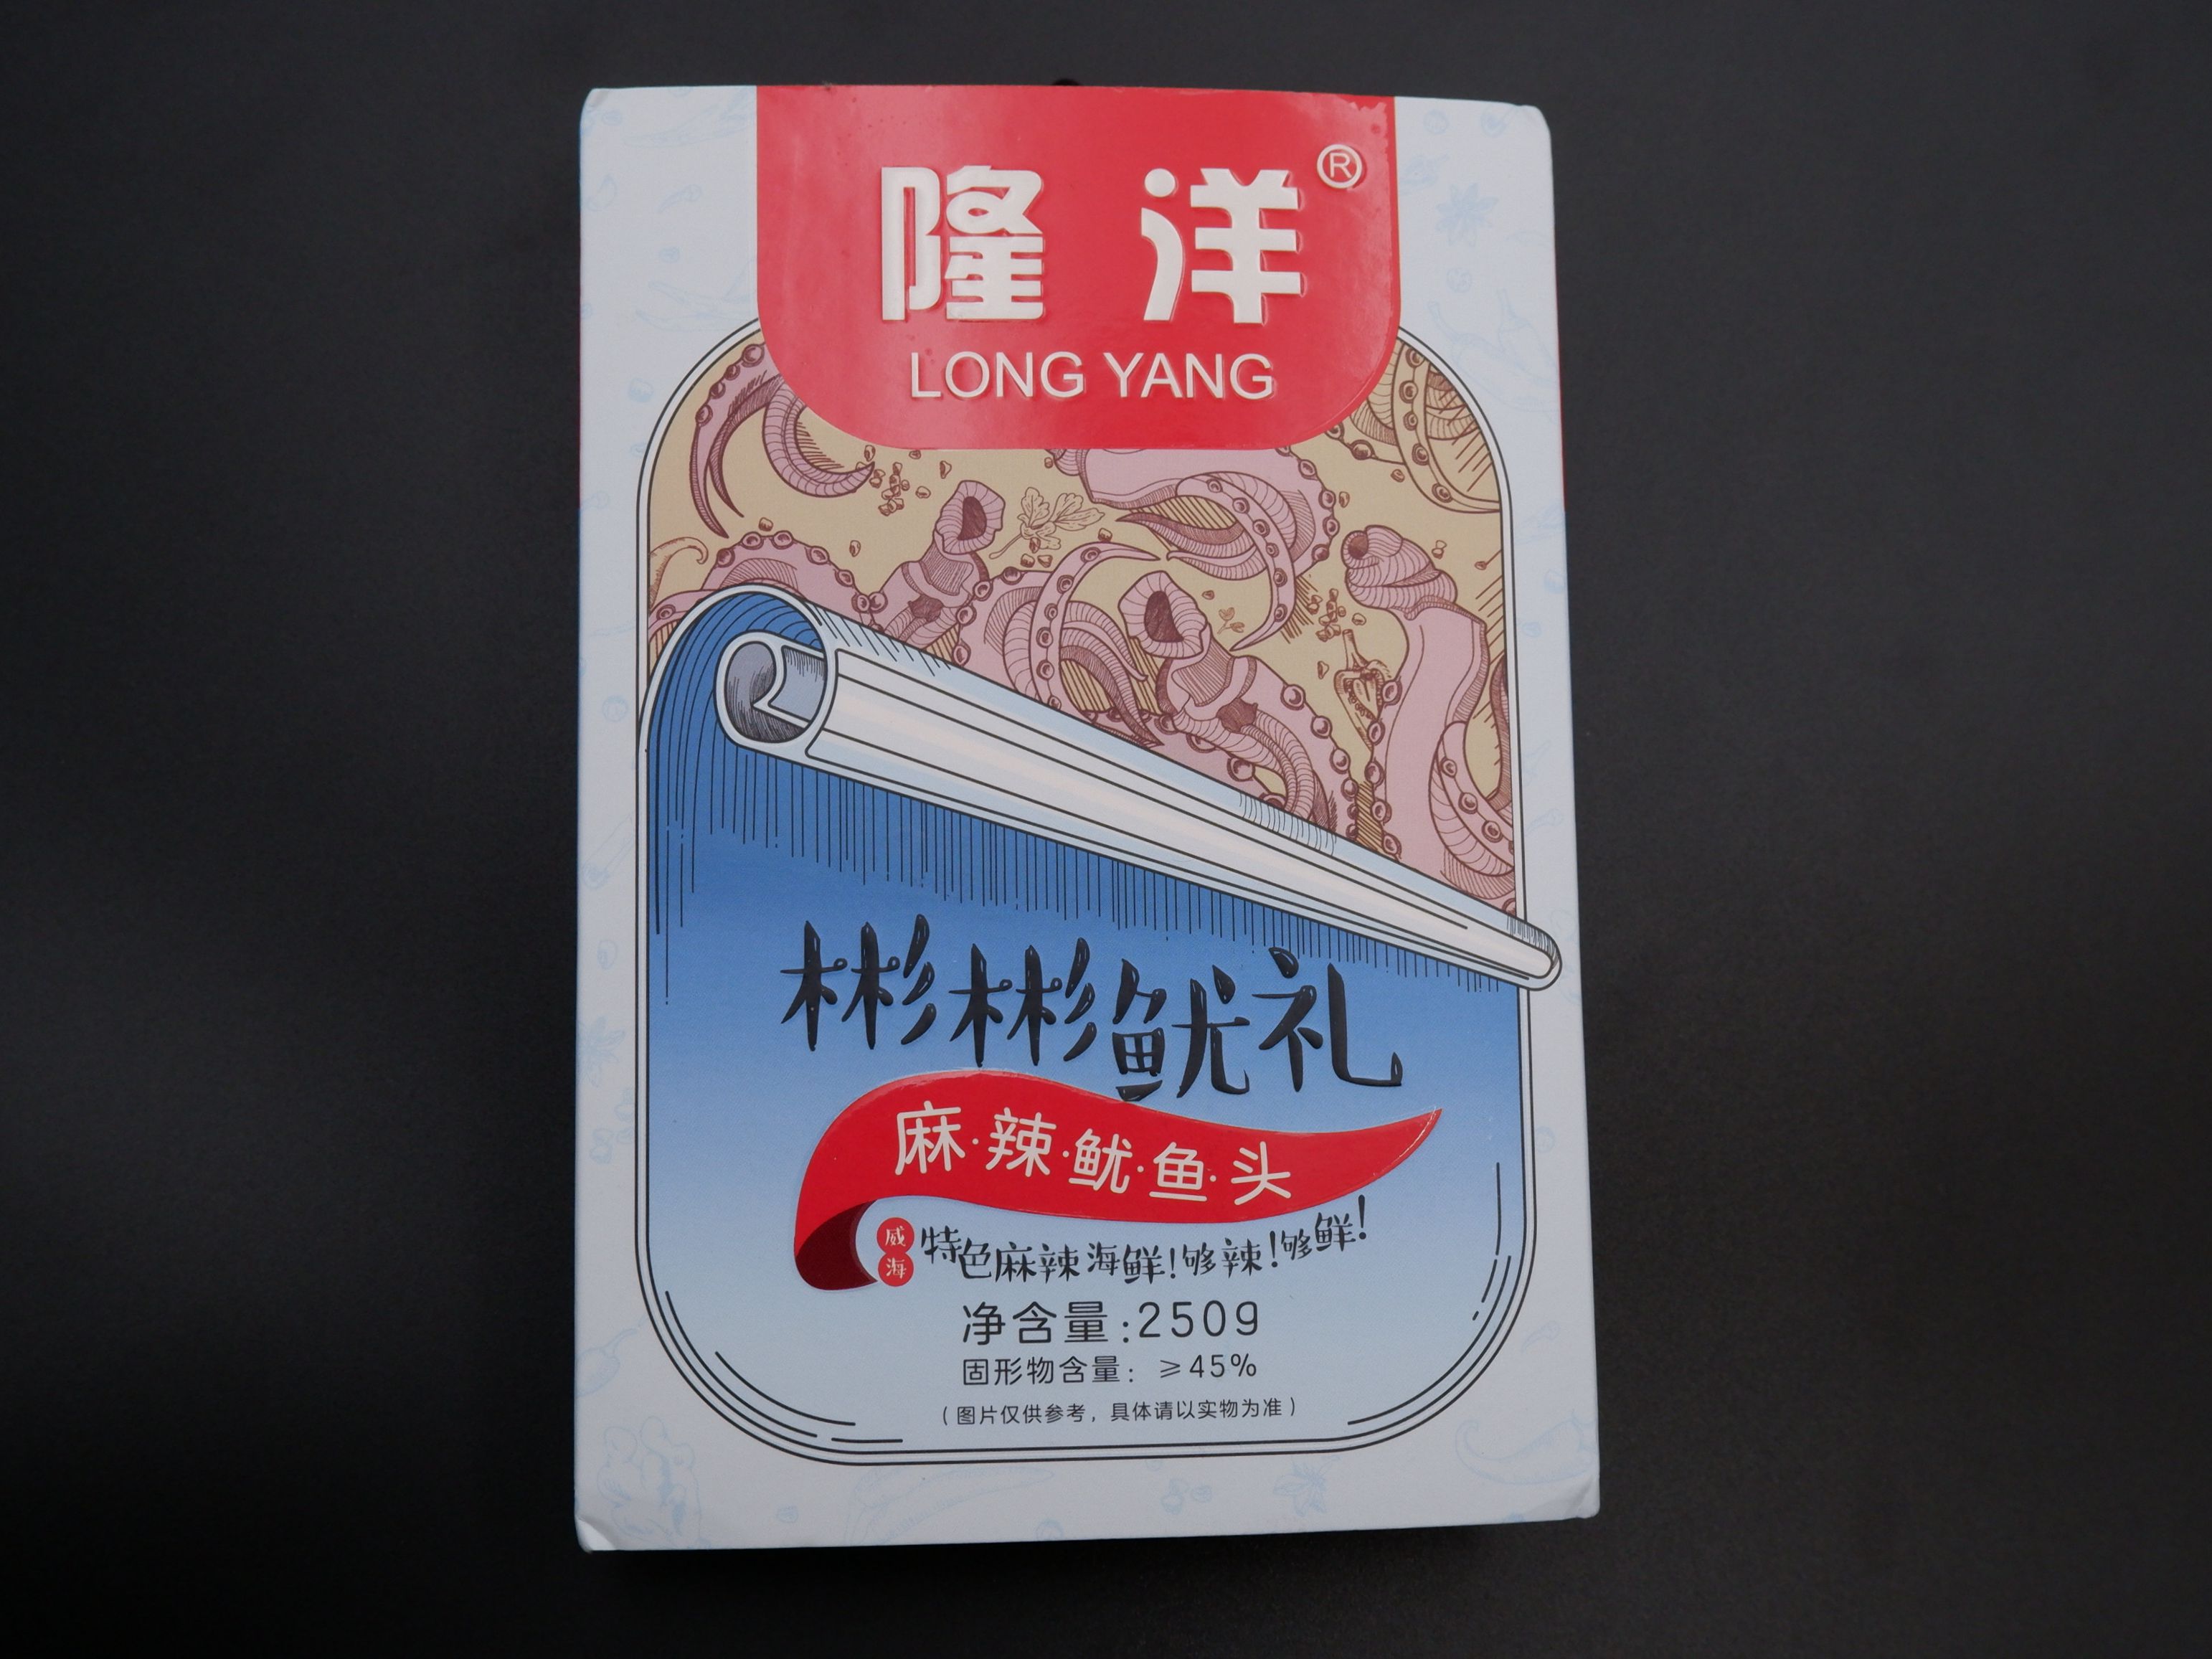 隆洋®
LONG YANG
彬彬鱿礼
麻·辣·鱿·鱼·头
威海特色麻辣海鲜!够辣!够鲜!
净含量:250g
固形物含量: ≥45%
(图片仅供参考，具体请以实物为准)